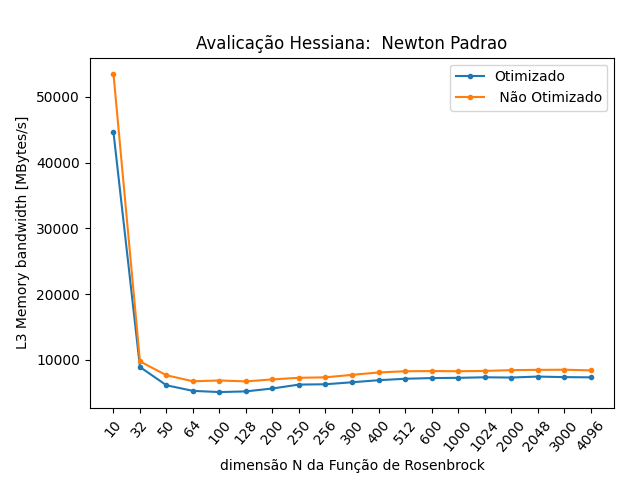 Avalicação Hessiana:  Newton Padrao
Otimizado
Não Otimizado
L3 Memory bandwidth [MBytes/s]
50000
40000
30000
20000
10000
10 32 50 64 100 128 200 250 256 300 400 512 600 1000 1024 2000 2048 3000 4096
dimensão N da Função de Rosenbrock